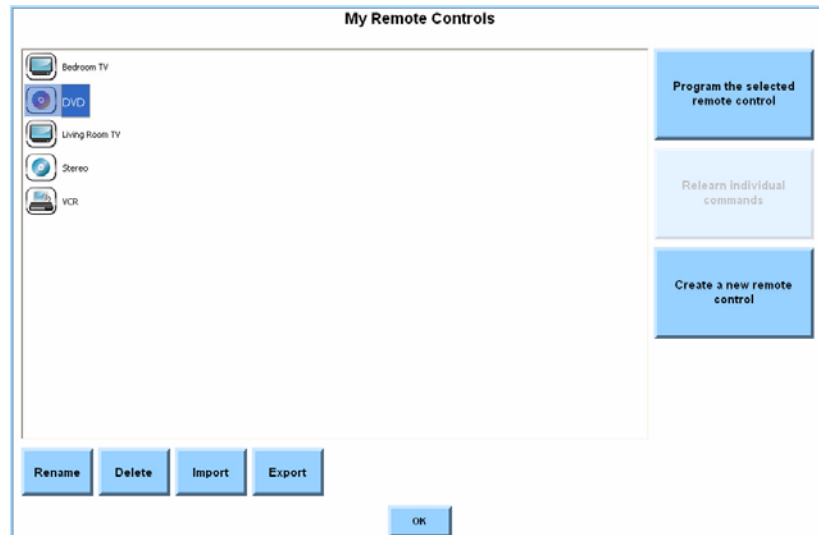 My Remote Controls
Bedroom TV
DVD
Living Room TV
Stereo
VCR
Program the selected
remote control
Relearn individual
commands
Create a new remote
control
Rename
Delete
Import
Export
OK